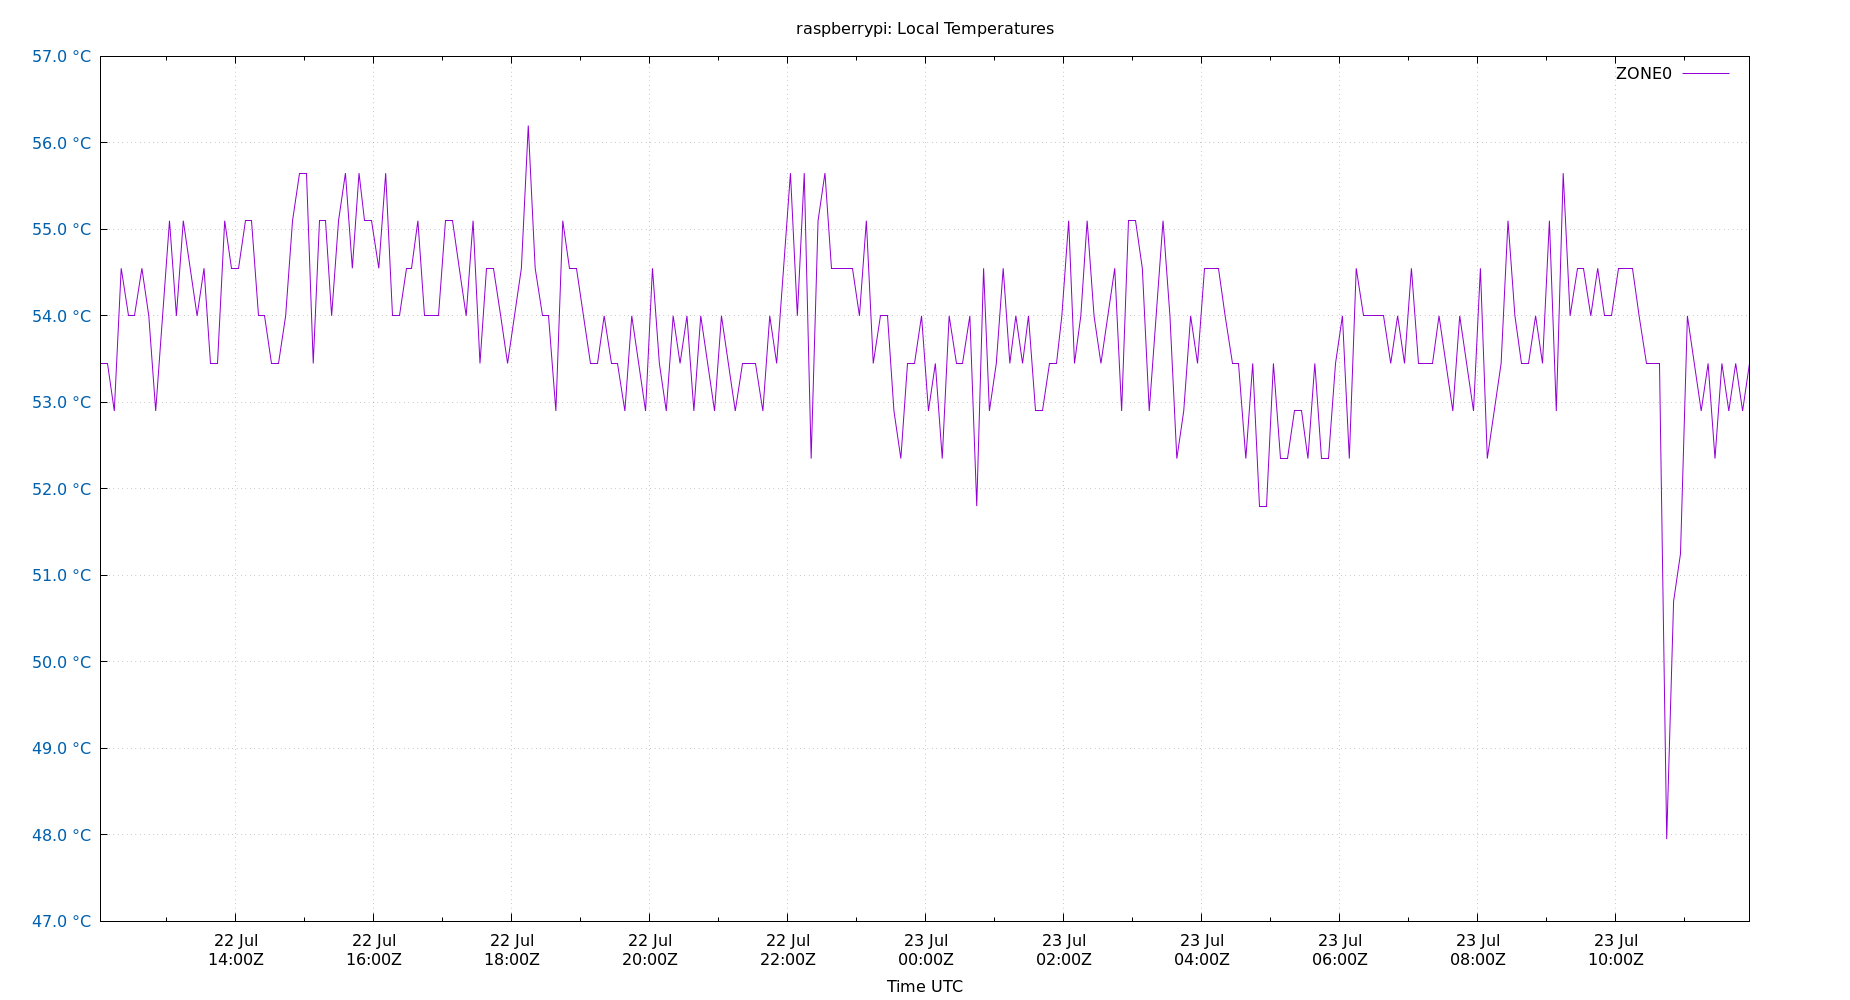 raspberrypi: Local Temperatures
57.0 °C
ZONE0
56.0 °C
55.0 °C
54.0 °C
53.0 °C
52.0 °C
51.0 °C
50.0 °C
49.0 °C
48.0 °C
47.0 °C
22 Jul 22 Jul 22 Jul 22 Jul 22 Jul 23 Jul 23 Jul 23 Jul 23 Jul 23 Jul 23 Jul
14:00Z 16:00Z 18:00Z 20:00Z 22:00Z 00:00Z 02:00Z 04:00Z 06:00Z 08:00Z 10:00Z
Time UTC